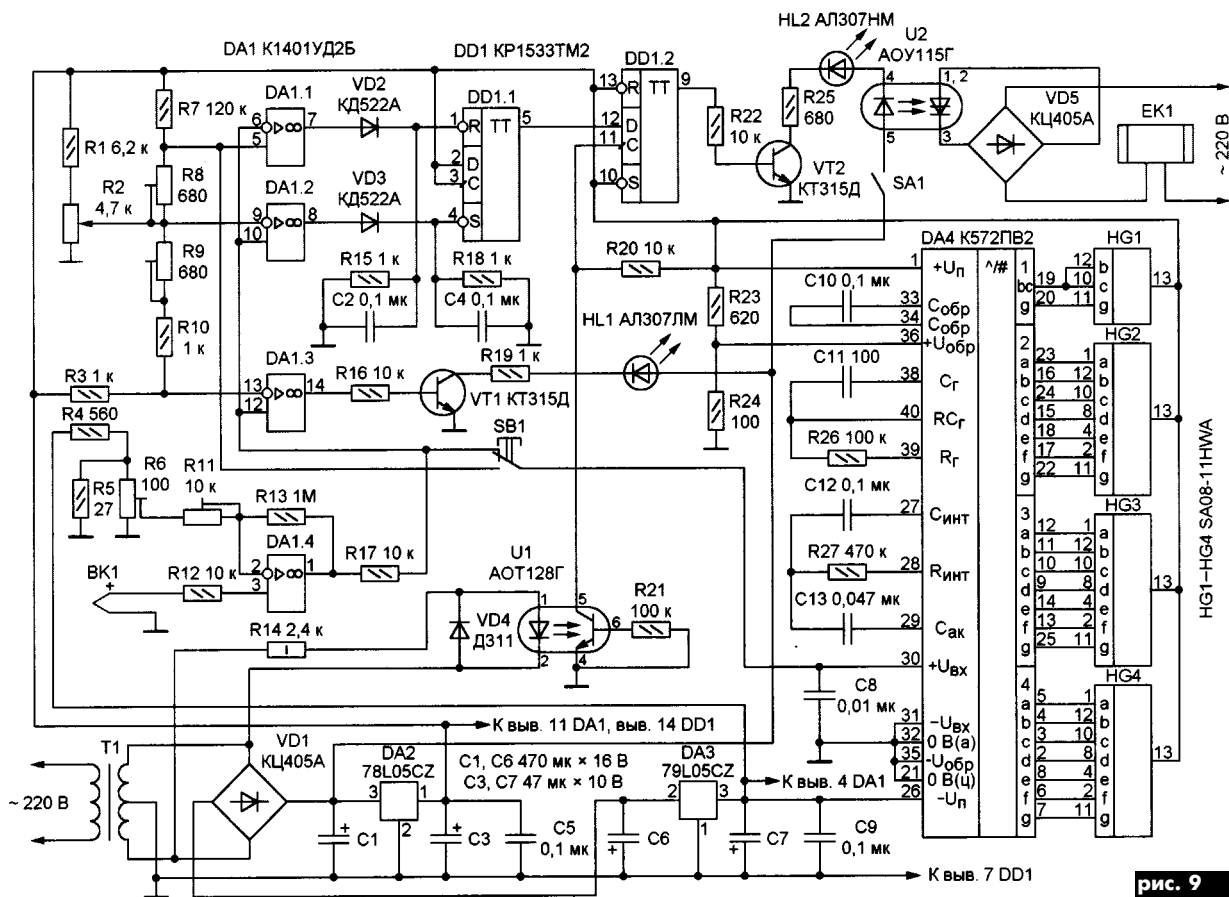 DA1 К1401УД2Б
DD1 КР1533ТМ2
HL2 АЛ307НМ
U2
АОУ115Г
R7 120 к
DA1.1
6
5
7
VD2
КД522А
DD1.1
1 R TT 5
2 D
3 C
4 S
DD1.2
13 R TT 9
12 D
11 C
10 S
R22
10 к
R25
680
VT2
КТ315Д
4
1, 2
5
3
VD5
КЦ405А
EK1
~ 220 В
SA1
R1 6,2 к
R2
4,7 к
R8
680
DA1.2
9
10
8
VD3
КД522А
R9
680
R15 1 к
C2 0,1 мк
R18 1 к
C4 0,1 мк
R20 10 к
R10
1 к
R3 1 к
DA1.3
13
12
14
R16 10 к
R19 1 к
VT1 КТ315Д
HL1 АЛ307ЛМ
R23
620
R24
100
R4 560
R5
27
R6
100
R11
10 к
R13 1М
SB1
DA1.4
2
3
1
R17 10 к
BK1
+
R12 10 к
R14 2,4 к
U1
АОТ128Г
VD4
Д311
1
2
5
6
4
R21
100 к
DA4 К572ПВ2
^/#
1 +Uп
C10 0,1 мк
33 Cобр
34 Cобр
36 +Uобр
C11 100
38 Cг
40 RCг
R26 100 к
39 Rг
C12 0,1 мк
27 Cинт
R27 470 к
28 Rинт
C13 0,047 мк
29 Cак
30 +Uвх
C8
0,01 мк
31 -Uвх
32 0 В(а)
35 -Uобр
21 0 В(ц)
26 -Uп
1
bc 19
g 20
2
a 23
b 16
c 24
d 15
e 18
f 17
g 22
3
a 12
b 11
c 10
d 9
e 14
f 13
g 25
4
a 5
b 4
c 3
d 2
e 8
f 6
g 7
HG1
12 b
10 c
11 g
13
HG2
1 a
12 b
10 c
8 d
4 e
2 f
11 g
13
HG3
1 a
12 b
10 c
8 d
4 e
2 f
11 g
13
HG4
1 a
12 b
10 c
8 d
4 e
2 f
11 g
13
HG1–HG4 SA08-11HWA
К выв. 11 DA1, выв. 14 DD1
T1
~ 220 В
VD1
КЦ405А
DA2
78L05CZ
3
1
2
C1, C6 470 мк × 16 В
C3, C7 47 мк × 10 В
DA3
79L05CZ
2
3
1
К выв. 4 DA1
+
C1
+
C3
C5
0,1 мк
+
C6
+
C7
C9
0,1 мк
К выв. 7 DD1
рис. 9